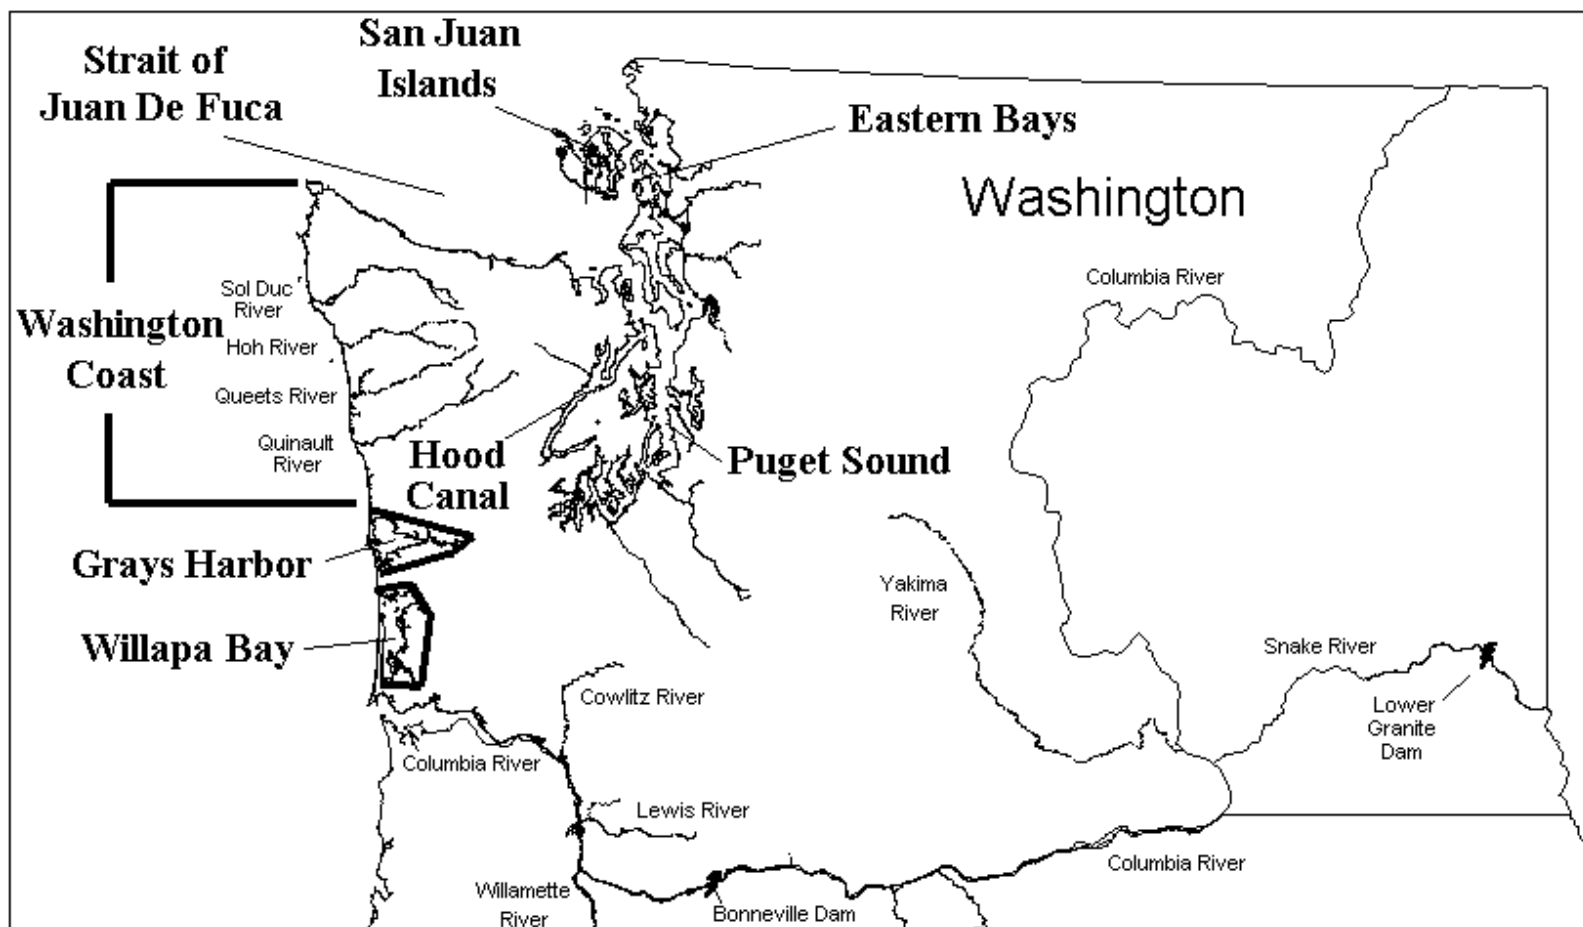 San Juan
Islands
Strait of
Juan De Fuca
Eastern Bays
Washington
Columbia River
Sol Duc
River
Washington
Coast
Hoh River
Queets River
Quinault
River
Hood
Canal
Puget Sound
Grays Harbor
Willapa Bay
Yakima
River
Snake River
Lower
Granite
Dam
Cowlitz River
Columbia River
Lewis River
Columbia River
Willamette
River
Bonneville Dam